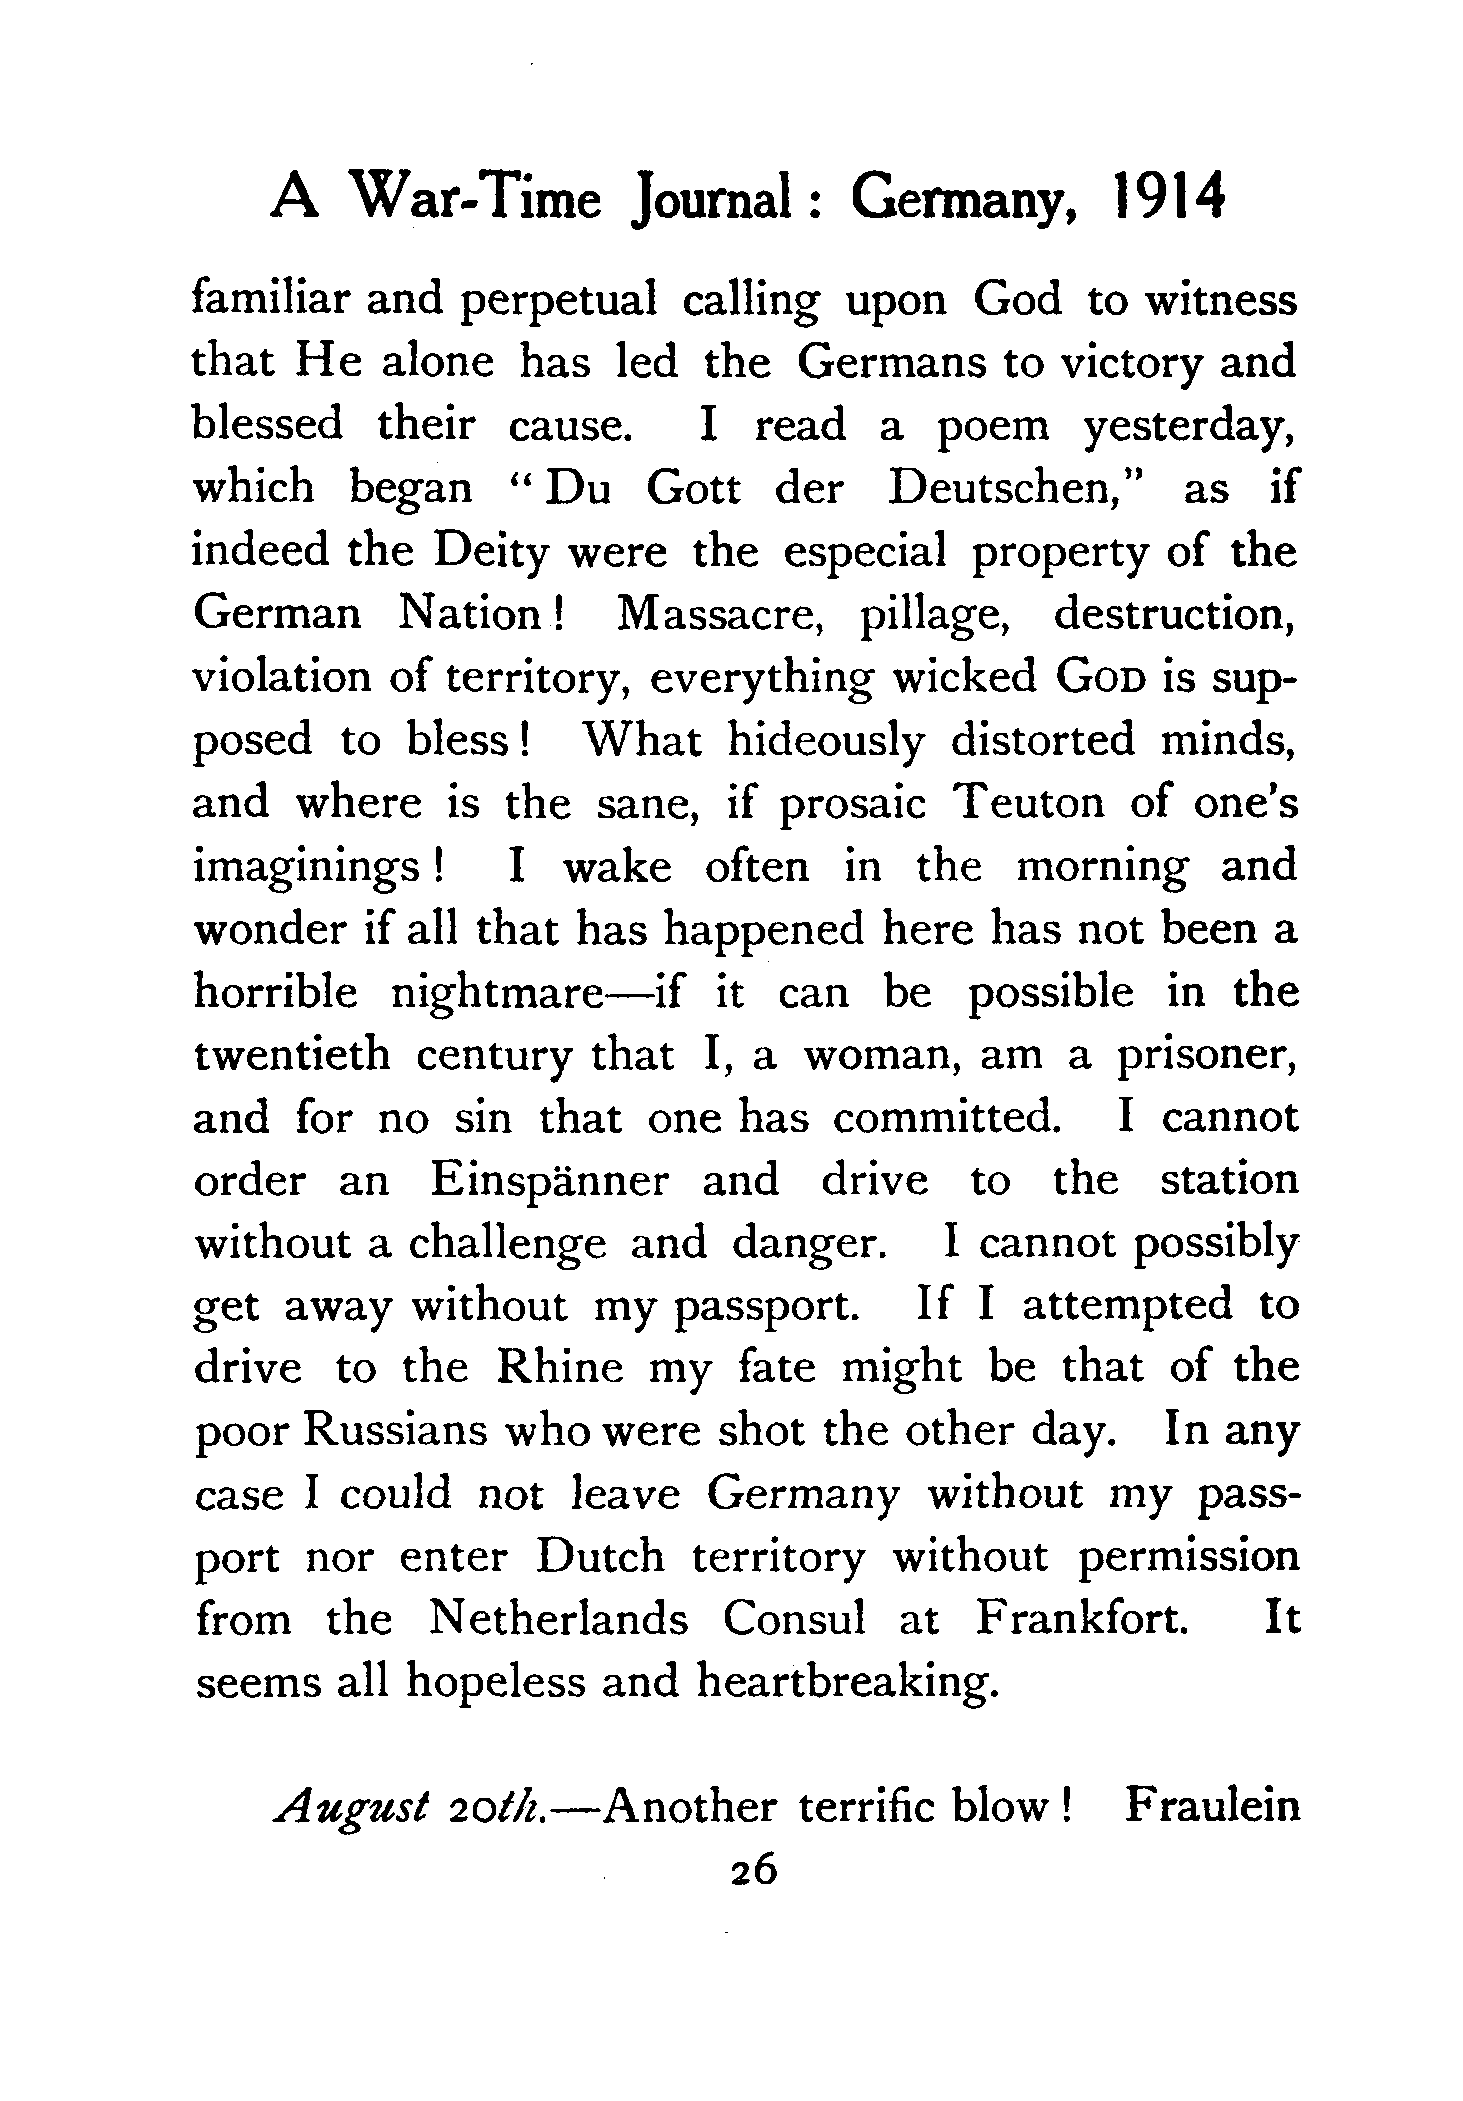 A War-Time Journal : Germany, 1914
familiar and perpetual calling upon God to witness
that He alone has led the Germans to victory and
blessed their cause. I read a poem yesterday,
which began “ Du Gott der Deutschen,” as if
indeed the Deity were the especial property of the
German Nation ! Massacre, pillage, destruction,
violation of territory, everything wicked GOD is sup-
posed to bless ! What hideously distorted minds,
and where is the sane, if prosaic Teuton of one’s
imaginings ! I wake often in the morning and
wonder if all that has happened here has not been a
horrible nightmare—if it can be possible in the
twentieth century that I, a woman, am a prisoner,
and for no sin that one has committed. I cannot
order an Einspänner and drive to the station
without a challenge and danger. I cannot possibly
get away without my passport. If I attempted to
drive to the Rhine my fate might be that of the
poor Russians who were shot the other day. In any
case I could not leave Germany without my pass-
port nor enter Dutch territory without permission
from the Netherlands Consul at Frankfort. It
seems all hopeless and heartbreaking.
August 20th.—Another terrific blow ! Fraulein
26